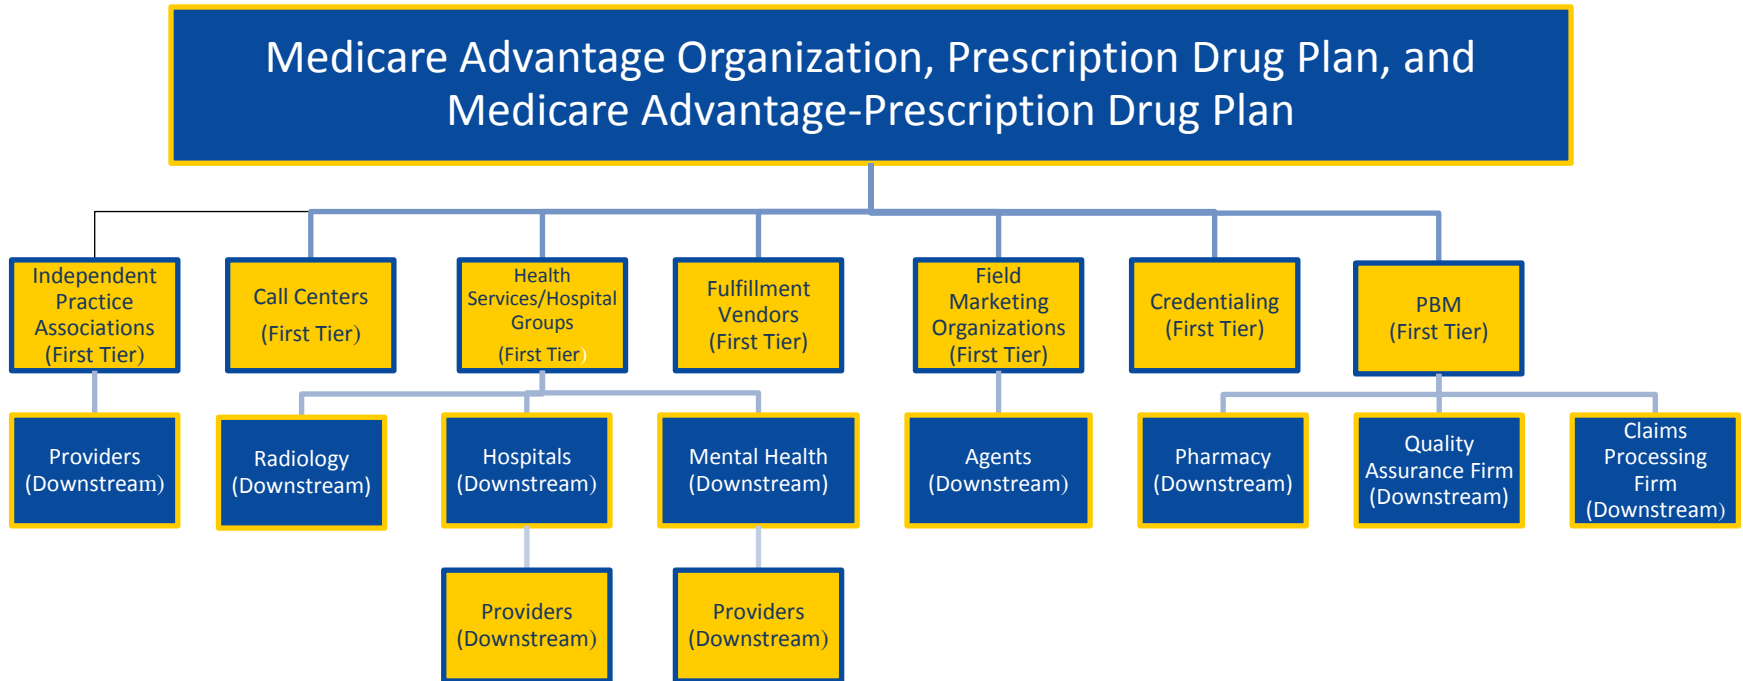 Medicare Advantage Organization, Prescription Drug Plan, and
Medicare Advantage-Prescription Drug Plan
Independent
Practice
Associations
(First Tier)
Call Centers
(First Tier)
Health
Services/Hospital
Groups
(First Tier)
Fulfillment
Vendors
(First Tier)
Field
Marketing
Organizations
(First Tier)
Credentialing
(First Tier)
PBM
(First Tier)
Providers
(Downstream)
Radiology
(Downstream)
Hospitals
(Downstream)
Mental Health
(Downstream)
Agents
(Downstream)
Pharmacy
(Downstream)
Quality
Assurance Firm
(Downstream)
Claims
Processing
Firm
(Downstream)
Providers
(Downstream)
Providers
(Downstream)